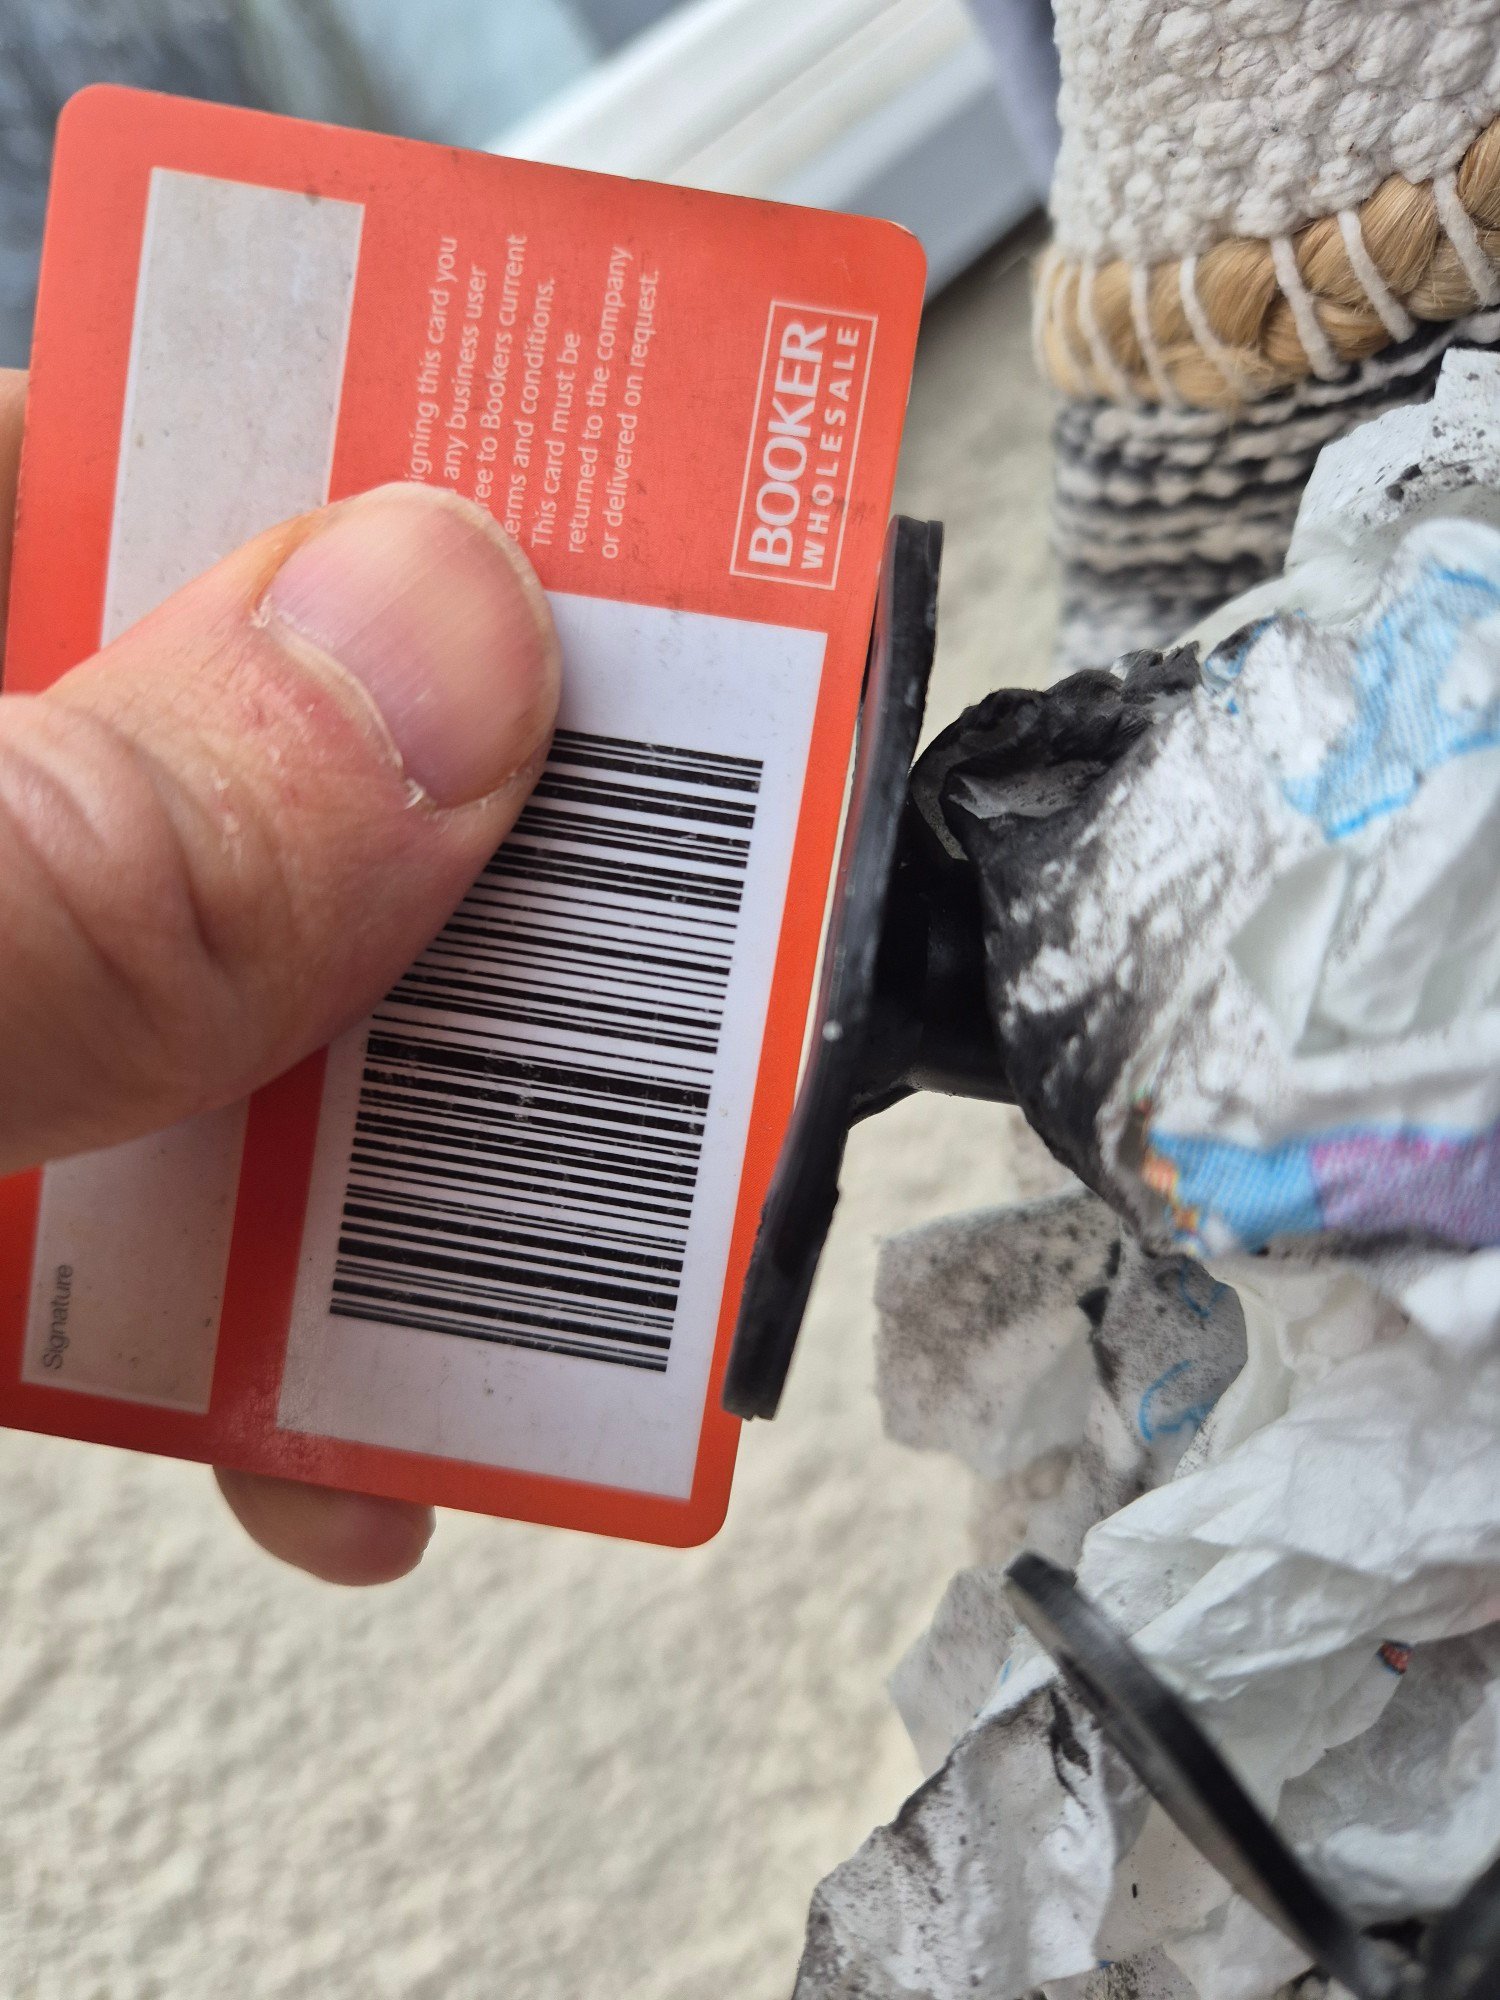 Signature
igning this card you
any business user
ree to Bookers current
terms and conditions.
This card must be
returned to the company
or delivered on request.
BOOKER
WHOLESALE